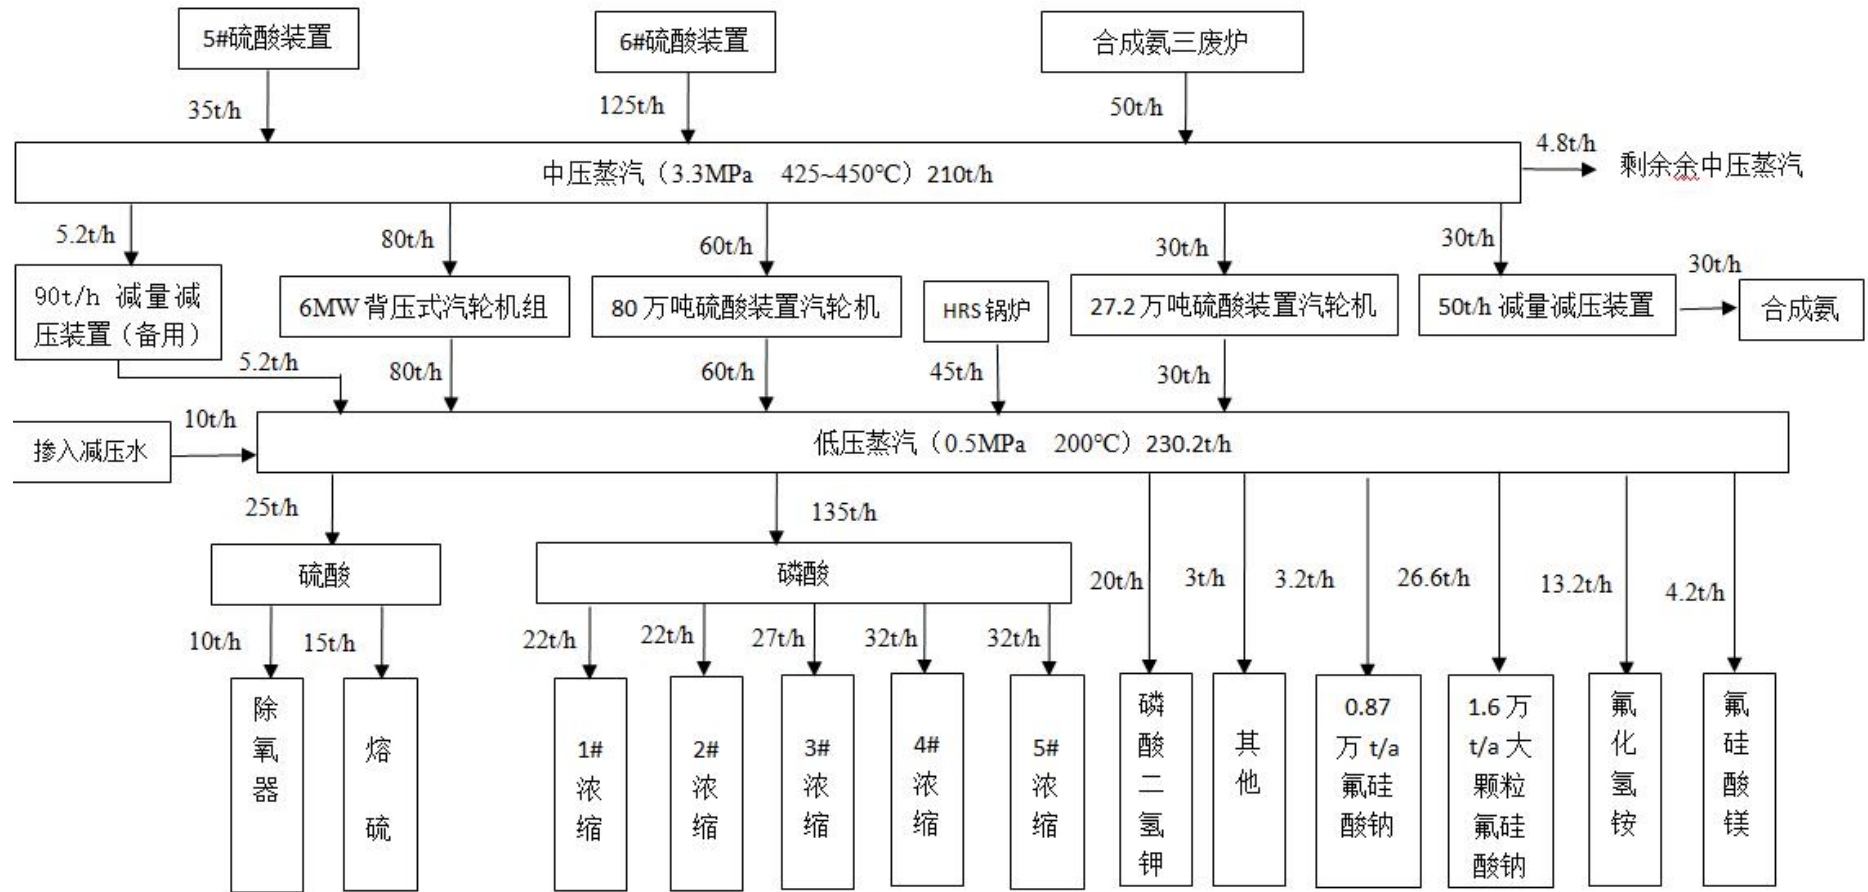 5#硫酸装置
6#硫酸装置
合成氨三废炉
35t/h
125t/h
50t/h
中压蒸汽（3.3MPa 425~450℃）210t/h
4.8t/h
剩余余中压蒸汽
5.2t/h
80t/h
60t/h
30t/h
30t/h
90t/h 减量减
压装置（备用）
6MW背压式汽轮机组
80万吨硫酸装置汽轮机
HRS锅炉
27.2万吨硫酸装置汽轮机
50t/h减量减压装置
30t/h
合成氨
5.2t/h
80t/h
60t/h
45t/h
30t/h
掺入减压水
10t/h
低压蒸汽（0.5MPa 200℃）230.2t/h
25t/h
135t/h
20t/h
3t/h
3.2t/h
26.6t/h
13.2t/h
4.2t/h
硫酸
磷酸
10t/h
15t/h
22t/h
22t/h
27t/h
32t/h
32t/h
除
氧
器
熔
硫
1#
浓
缩
2#
浓
缩
3#
浓
缩
4#
浓
缩
5#
浓
缩
磷
酸
二
氢
钾
其
他
0.87
万t/a
氟硅
酸钠
1.6万
t/a大
颗粒
氟硅
酸钠
氟
化
氢
铵
氟
硅
酸
镁